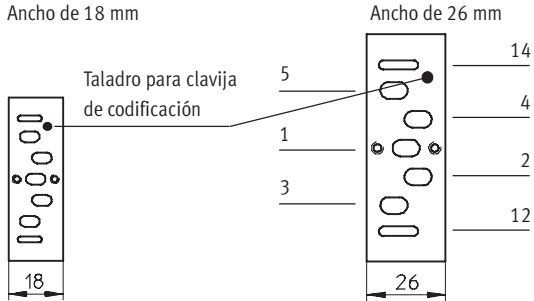 Ancho de 18 mm
Ancho de 26 mm
Taladro para clavija
de codificación
5
1
3
14
4
2
12
18
26